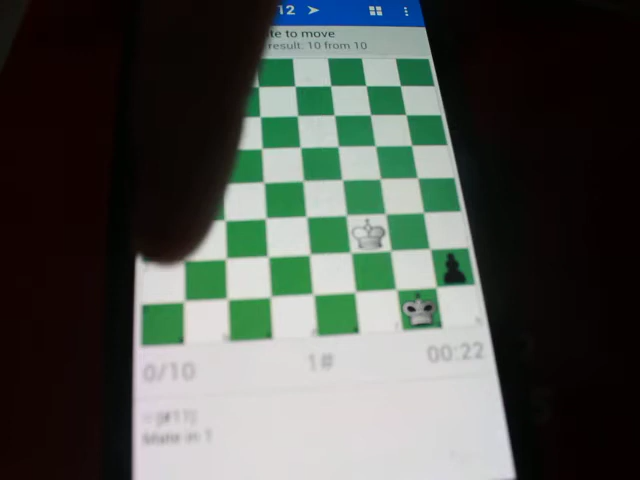 12
te to move
result: 10 from 10
0/10 1# 00:22
Mate in 1